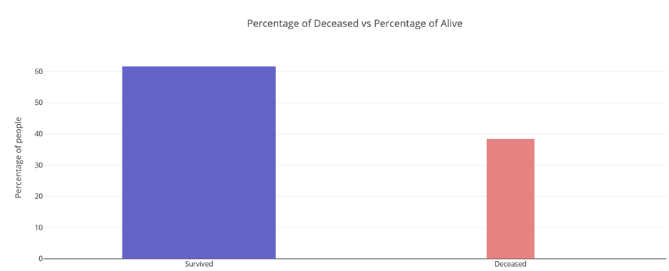 Percentage of Deceased vs Percentage of Alive
Percentage of people
60
50
40
30
20
10
0
Survived
Deceased